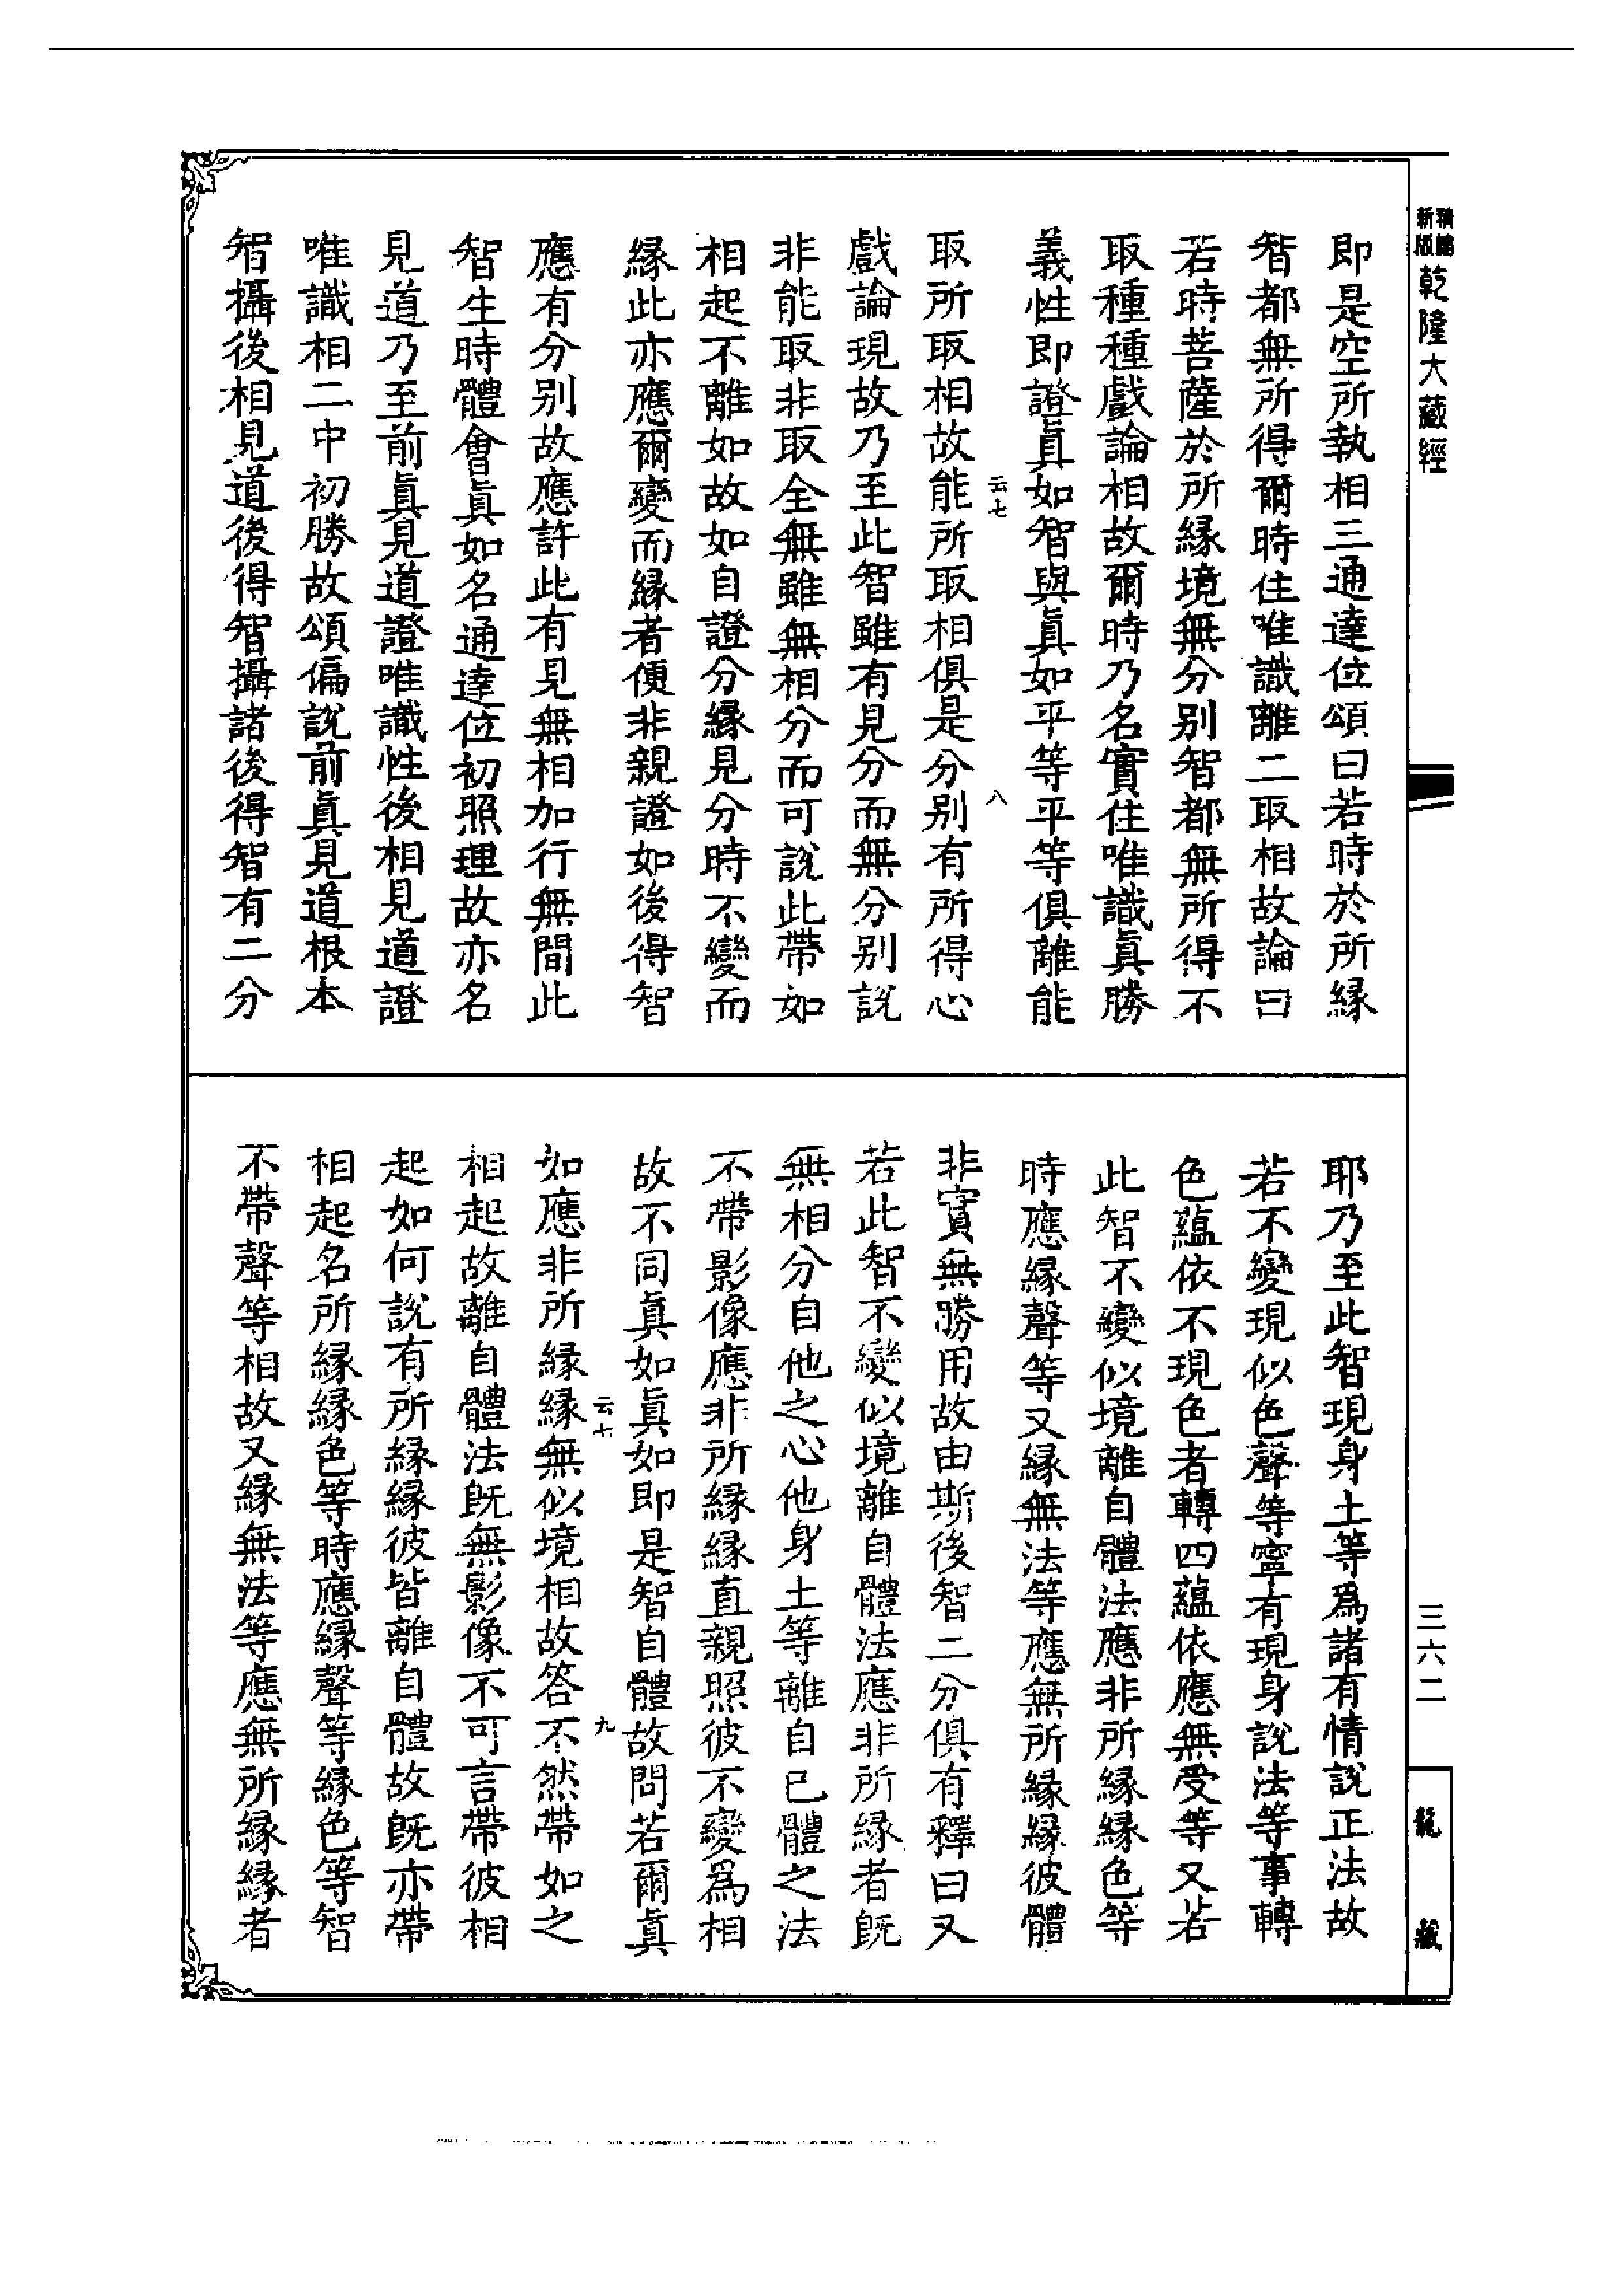 新版 精編
乾隆大藏經
即是空所執相三通達位頌曰若時於所緣
智都無所得爾時住唯識離二取相故論曰
若時菩薩於所緣境無分別智都無所得不
取種種戲論相故爾時乃名實住唯識真勝
義性即證真如智與真如平等平等俱離能
云七
八
取所取相故能所取相俱是分別有所得心
戲論現故乃至此智雖有見分而無分別說
非能取非取全無雖無相分而可說此帶如
相起不離如故如自證分緣見分時不變而
緣此亦應爾變而緣者便非親證如後得智
應有分別故應許此有見無相加行無間此
智生時體會真如名通達位初照理故亦名
見道乃至前真見道證唯識性後相見道證
唯識相二中初勝故頌偏說前真見道根本
智攝後相見道後得智攝諸後得智有二分
耶乃至此智現身土等為諸有情說正法故
若不變現似色聲等寧有現身說法等事轉
色蘊依不現色者轉四蘊依應無受等又若
此智不變似境離自體法應非所緣緣色等
時應緣聲等又緣無法等應無所緣緣彼體
非實無勝用故由斯後智二分俱有釋曰又
若此智不變似境離自體法應非所緣者既
無相分自他之心他身土等離自己體之法
不帶影像應非所緣緣直親照彼不變為相
故不同真如真如即是智自體故問若爾真
云七
九
如應非所緣緣無似境相故答不然帶如之
相起故離自體法既無影像不可言帶彼相
起如何說有所緣緣彼皆離自體故既亦帶
相起名所緣緣色等時應緣聲等緣色等智
不帶聲等相故又緣無法等應無所緣緣者
三六二
龍藏